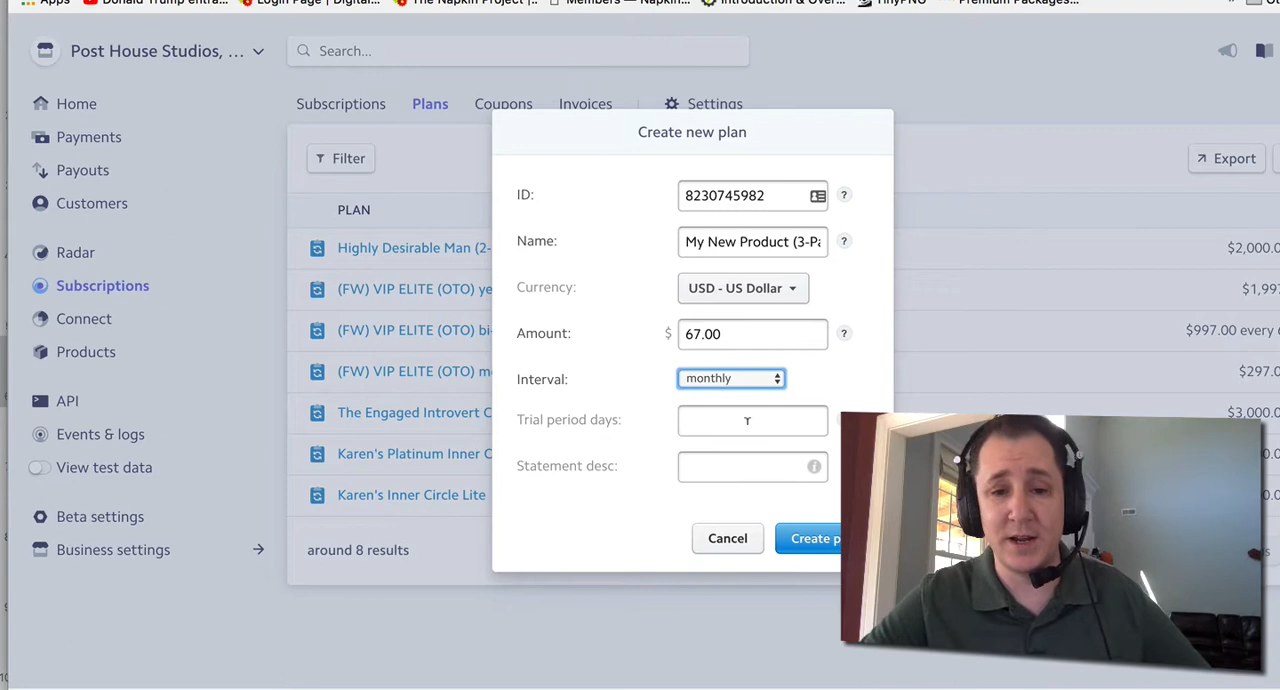 Apps Donald Trump entra... Login Page | Digital... The Napkin Project |... Members — Napkin... Introduction & Over... TinyPNG Premium Packages...
Post House Studios, ...
Search...
Home
Payments
Payouts
Customers
Radar
Subscriptions
Connect
Products
API
Events & logs
View test data
Beta settings
Business settings
Subscriptions Plans Coupons Invoices Settings
Filter
Export
PLAN
Highly Desirable Man (2- $2,000.0
(FW) VIP ELITE (OTO) ye $1,997
(FW) VIP ELITE (OTO) bi- $997.00 every 6
(FW) VIP ELITE (OTO) m $297.0
The Engaged Introvert C $3,000.0
Karen's Platinum Inner C
Karen's Inner Circle Lite
around 8 results
Create new plan
ID: 8230745982 ?
Name: My New Product (3-Pa ?
Currency: USD - US Dollar
Amount: $ 67.00 ?
Interval: monthly
Trial period days:
Statement desc:
Cancel
Create p